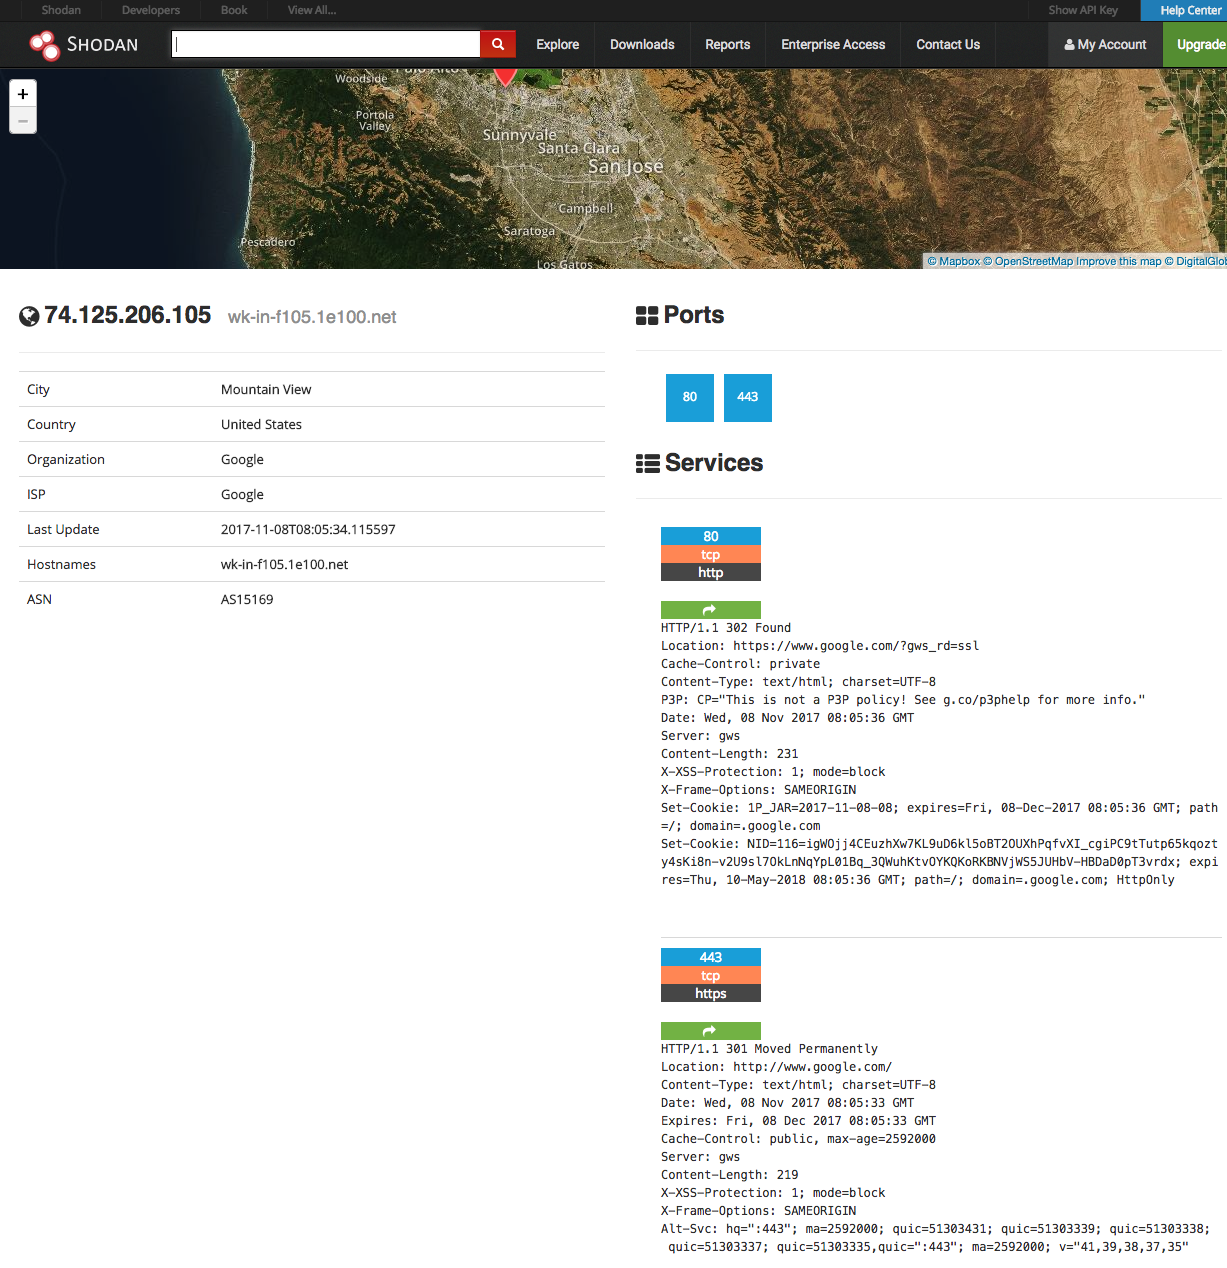 Shodan Developers Book View All... Show API Key Help Center
SHODAN Explore Downloads Reports Enterprise Access Contact Us My Account Upgrade
+
−
Woodside Palo Alto
Portola
Valley
Sunnyvale
Santa Clara
San Jose
Campbell
Saratoga
Pescadero
Los Gatos
© Mapbox © OpenStreetMap Improve this map © DigitalGlob
74.125.206.105 wk-in-f105.1e100.net
City Mountain View
Country United States
Organization Google
ISP Google
Last Update 2017-11-08T08:05:34.115597
Hostnames wk-in-f105.1e100.net
ASN AS15169
Ports
80 443
Services
80
tcp
http
HTTP/1.1 302 Found
Location: https://www.google.com/?gws_rd=ssl
Cache-Control: private
Content-Type: text/html; charset=UTF-8
P3P: CP="This is not a P3P policy! See g.co/p3phelp for more info."
Date: Wed, 08 Nov 2017 08:05:36 GMT
Server: gws
Content-Length: 231
X-XSS-Protection: 1; mode=block
X-Frame-Options: SAMEORIGIN
Set-Cookie: 1P_JAR=2017-11-08-08; expires=Fri, 08-Dec-2017 08:05:36 GMT; path
=/; domain=.google.com
Set-Cookie: NID=116=igWOjj4CEuzhXw7KL9uD6kl5oBT2OUXhPqfvXI_cgiPC9tTutp65kqozt
y4sKi8n-v2U9sl7OkLnNqYpL01Bq_3QWuhKtvOYKQKoRKBNVjWS5JUHbV-HBDaD0pT3vrdx; expi
res=Thu, 10-May-2018 08:05:36 GMT; path=/; domain=.google.com; HttpOnly
443
tcp
https
HTTP/1.1 301 Moved Permanently
Location: http://www.google.com/
Content-Type: text/html; charset=UTF-8
Date: Wed, 08 Nov 2017 08:05:33 GMT
Expires: Fri, 08 Dec 2017 08:05:33 GMT
Cache-Control: public, max-age=2592000
Server: gws
Content-Length: 219
X-XSS-Protection: 1; mode=block
X-Frame-Options: SAMEORIGIN
Alt-Svc: hq=":443"; ma=2592000; quic=51303431; quic=51303339; quic=51303338;
quic=51303337; quic=51303335,quic=":443"; ma=2592000; v="41,39,38,37,35"